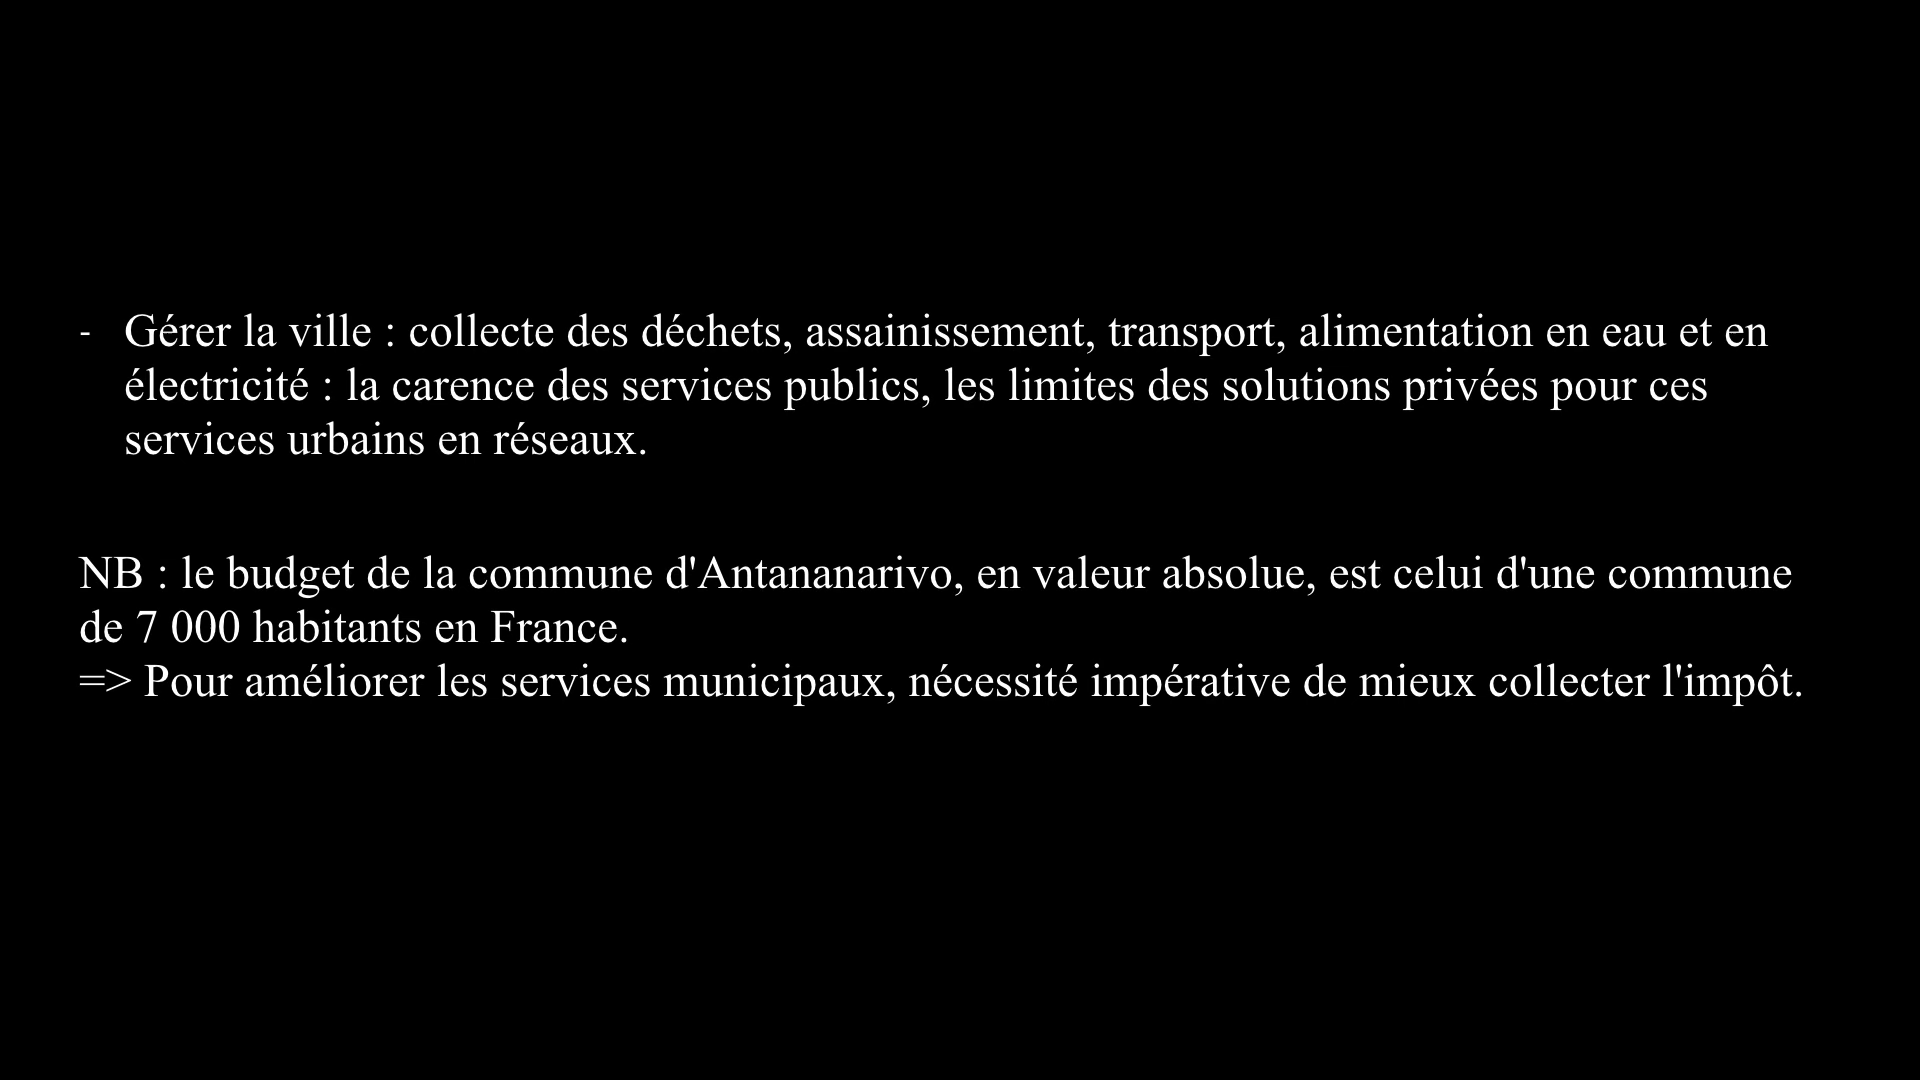 - Gérer la ville : collecte des déchets, assainissement, transport, alimentation en eau et en
électricité : la carence des services publics, les limites des solutions privées pour ces
services urbains en réseaux.
NB : le budget de la commune d'Antananarivo, en valeur absolue, est celui d'une commune
de 7 000 habitants en France.
=> Pour améliorer les services municipaux, nécessité impérative de mieux collecter l'impôt.